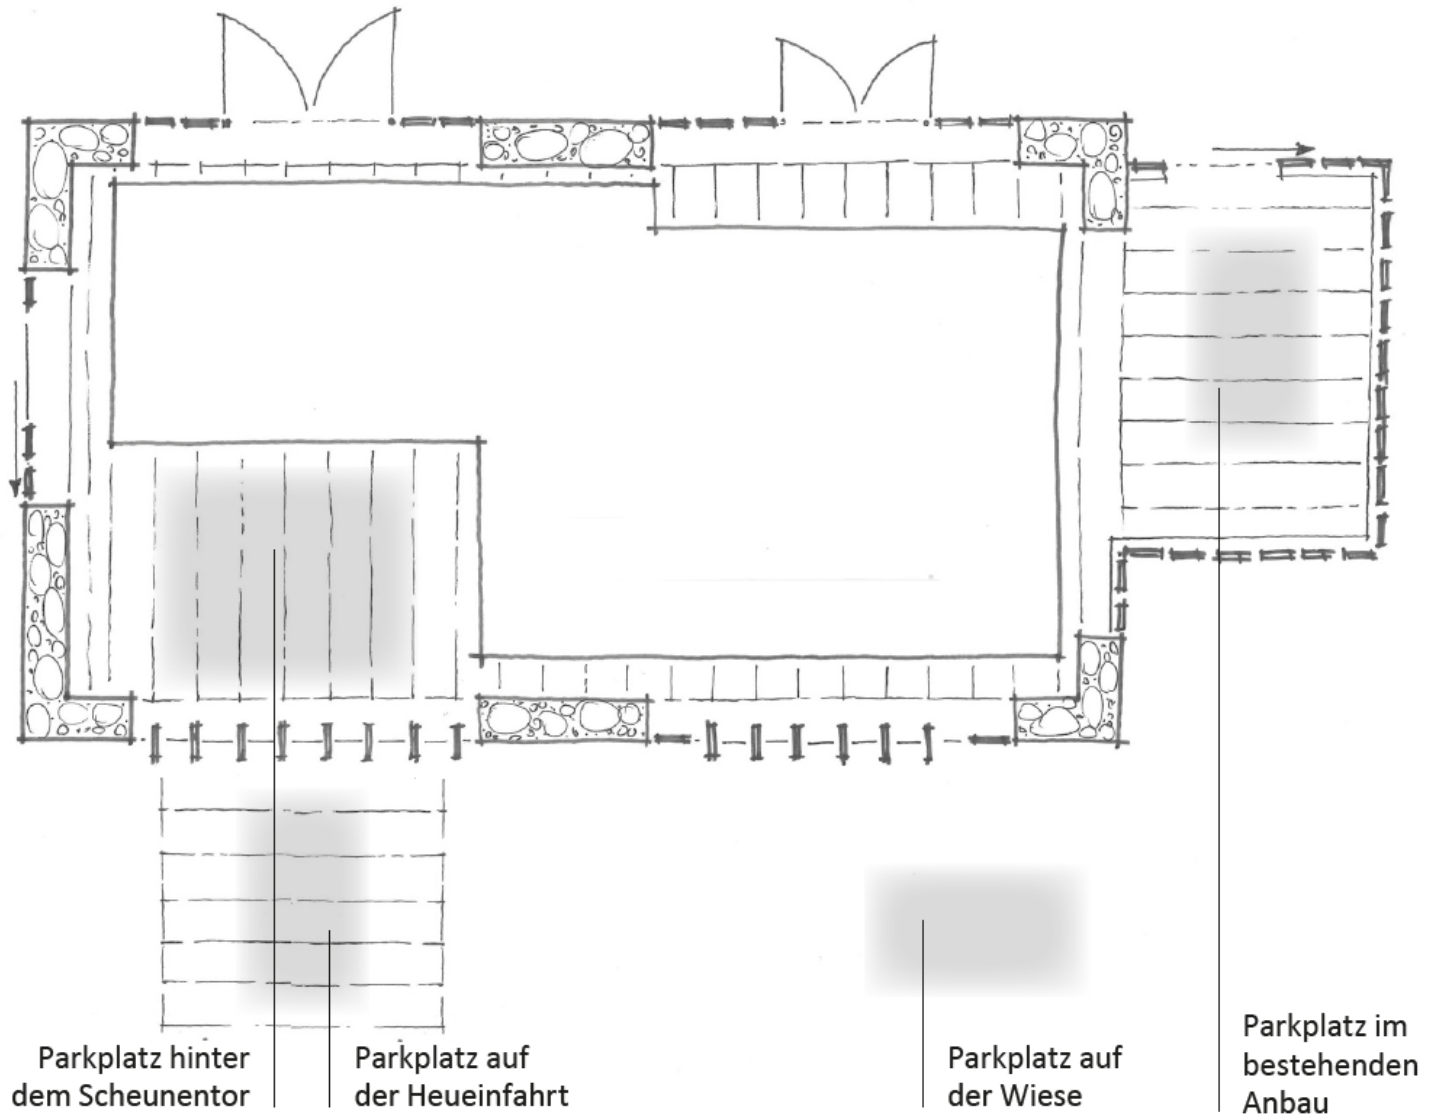 Parkplatz hinter
dem Scheunentor
Parkplatz auf
der Heueinfahrt
Parkplatz auf
der Wiese
Parkplatz im
bestehenden
Anbau